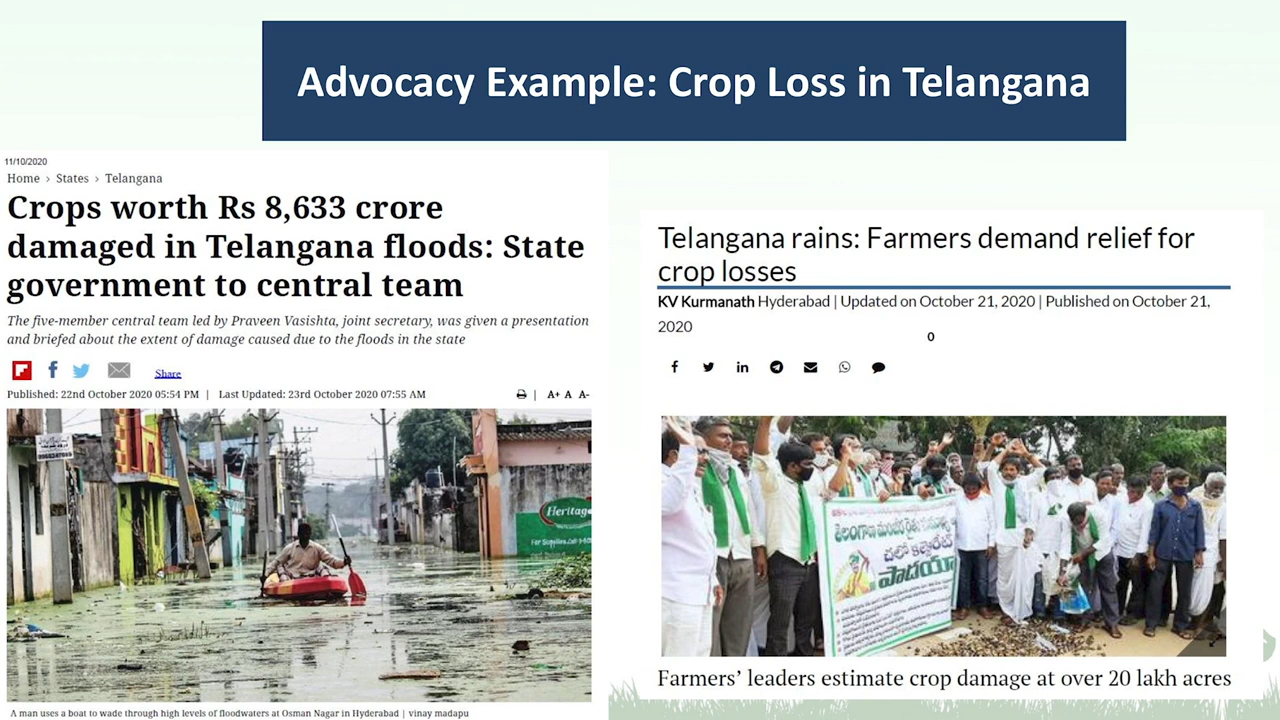 Advocacy Example: Crop Loss in Telangana
11/10/2020
Home › States › Telangana
Crops worth Rs 8,633 crore
damaged in Telangana floods: State
government to central team
The five-member central team led by Praveen Vasishta, joint secretary, was given a presentation
and briefed about the extent of damage caused due to the floods in the state
Share
Published: 22nd October 2020 05:54 PM | Last Updated: 23rd October 2020 07:55 AM
A+ A A-
Heritage
A man uses a boat to wade through high levels of floodwaters at Osman Nagar in Hyderabad | vinay madapu
Telangana rains: Farmers demand relief for
crop losses
KV Kurmanath Hyderabad | Updated on October 21, 2020 | Published on October 21,
2020
0
చలో కలెక్టరేట్
Farmers’ leaders estimate crop damage at over 20 lakh acres